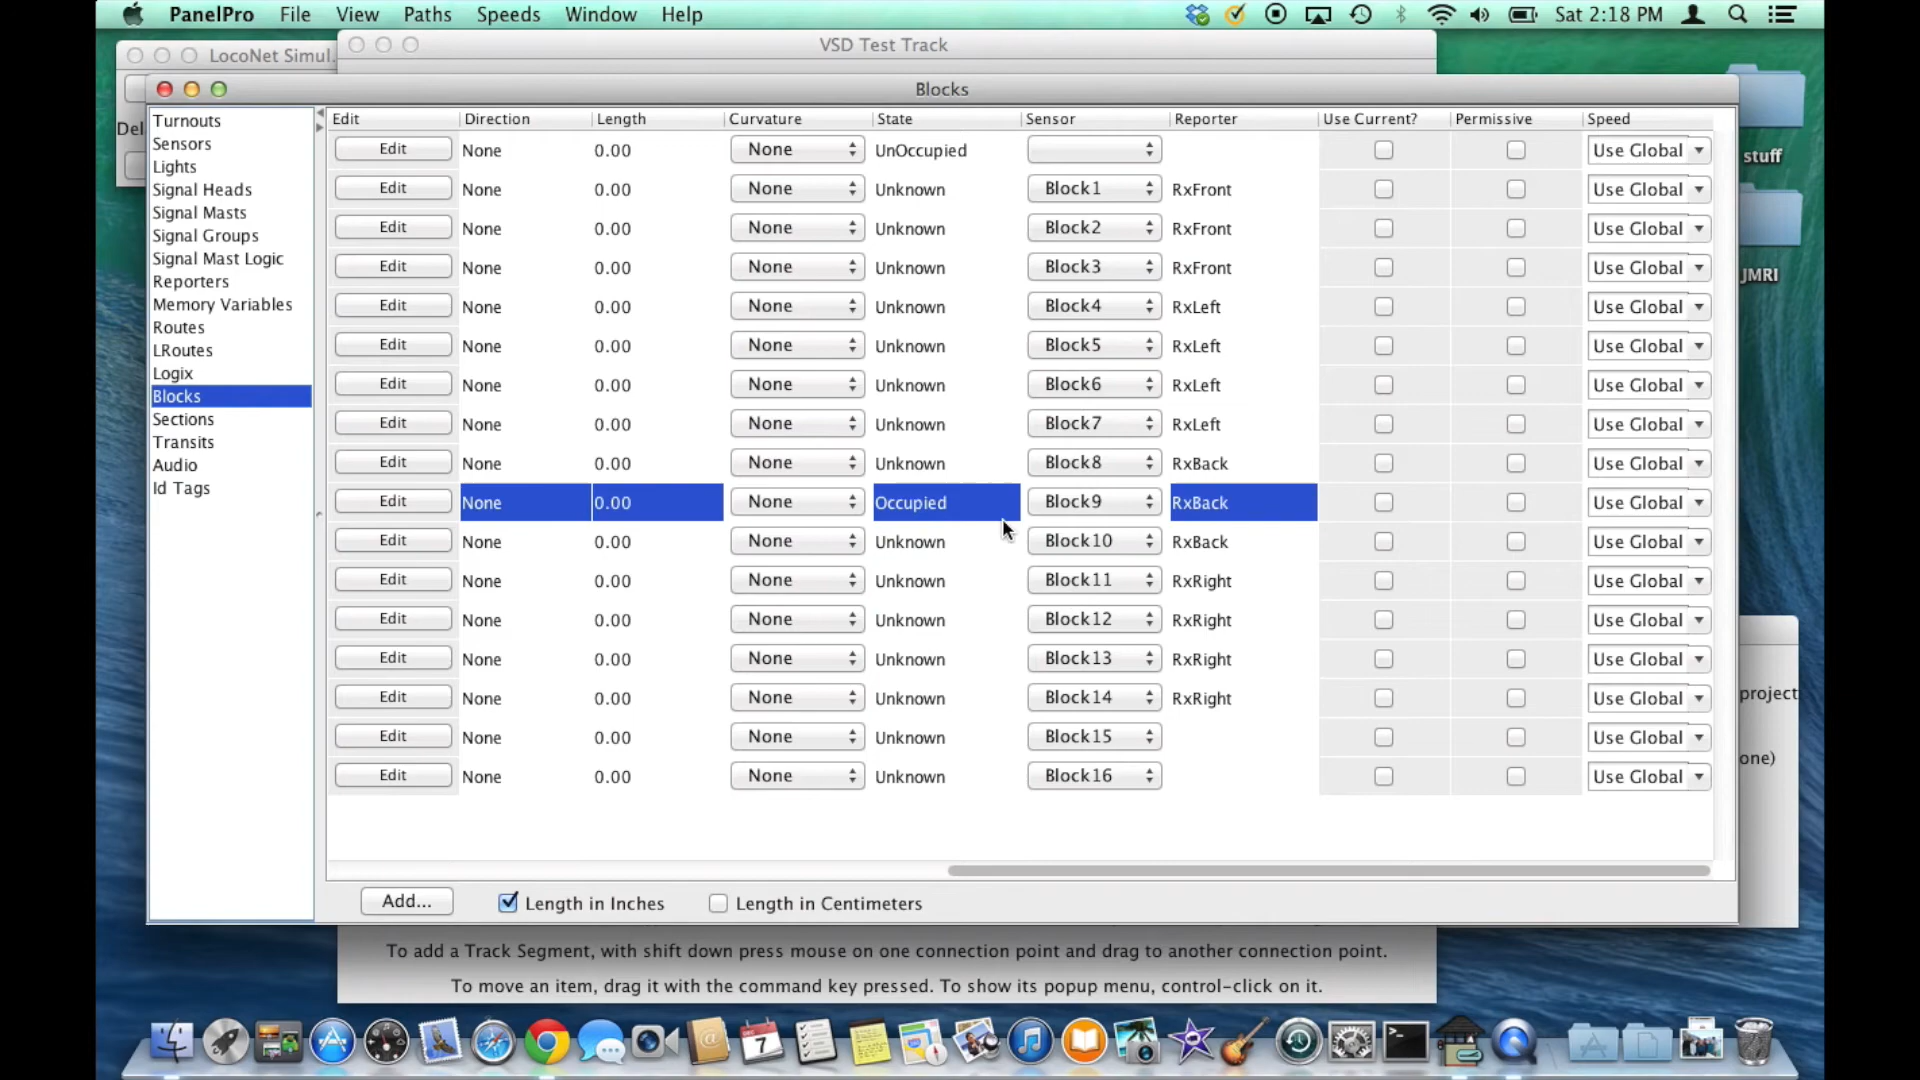 PanelPro File View Paths Speeds Window Help Sat 2:18 PM
LocoNet Simul... VSD Test Track
Blocks
Del
stuff
JMRI
Turnouts
Sensors
Lights
Signal Heads
Signal Masts
Signal Groups
Signal Mast Logic
Reporters
Memory Variables
Routes
LRoutes
Logix
Blocks
Sections
Transits
Audio
Id Tags
Edit Direction Length Curvature State Sensor Reporter Use Current? Permissive Speed
Edit None 0.00 None UnOccupied Use Global
Edit None 0.00 None Unknown Block1 RxFront Use Global
Edit None 0.00 None Unknown Block2 RxFront Use Global
Edit None 0.00 None Unknown Block3 RxFront Use Global
Edit None 0.00 None Unknown Block4 RxLeft Use Global
Edit None 0.00 None Unknown Block5 RxLeft Use Global
Edit None 0.00 None Unknown Block6 RxLeft Use Global
Edit None 0.00 None Unknown Block7 RxLeft Use Global
Edit None 0.00 None Unknown Block8 RxBack Use Global
Edit None 0.00 None Occupied Block9 RxBack Use Global
Edit None 0.00 None Unknown Block10 RxBack Use Global
Edit None 0.00 None Unknown Block11 RxRight Use Global
Edit None 0.00 None Unknown Block12 RxRight Use Global
Edit None 0.00 None Unknown Block13 RxRight Use Global
Edit None 0.00 None Unknown Block14 RxRight Use Global
Edit None 0.00 None Unknown Block15 Use Global
Edit None 0.00 None Unknown Block16 Use Global
project
one)
Add... Length in Inches Length in Centimeters
To add a Track Segment, with shift down press mouse on one connection point and drag to another connection point.
To move an item, drag it with the command key pressed. To show its popup menu, control-click on it.
DEC
7